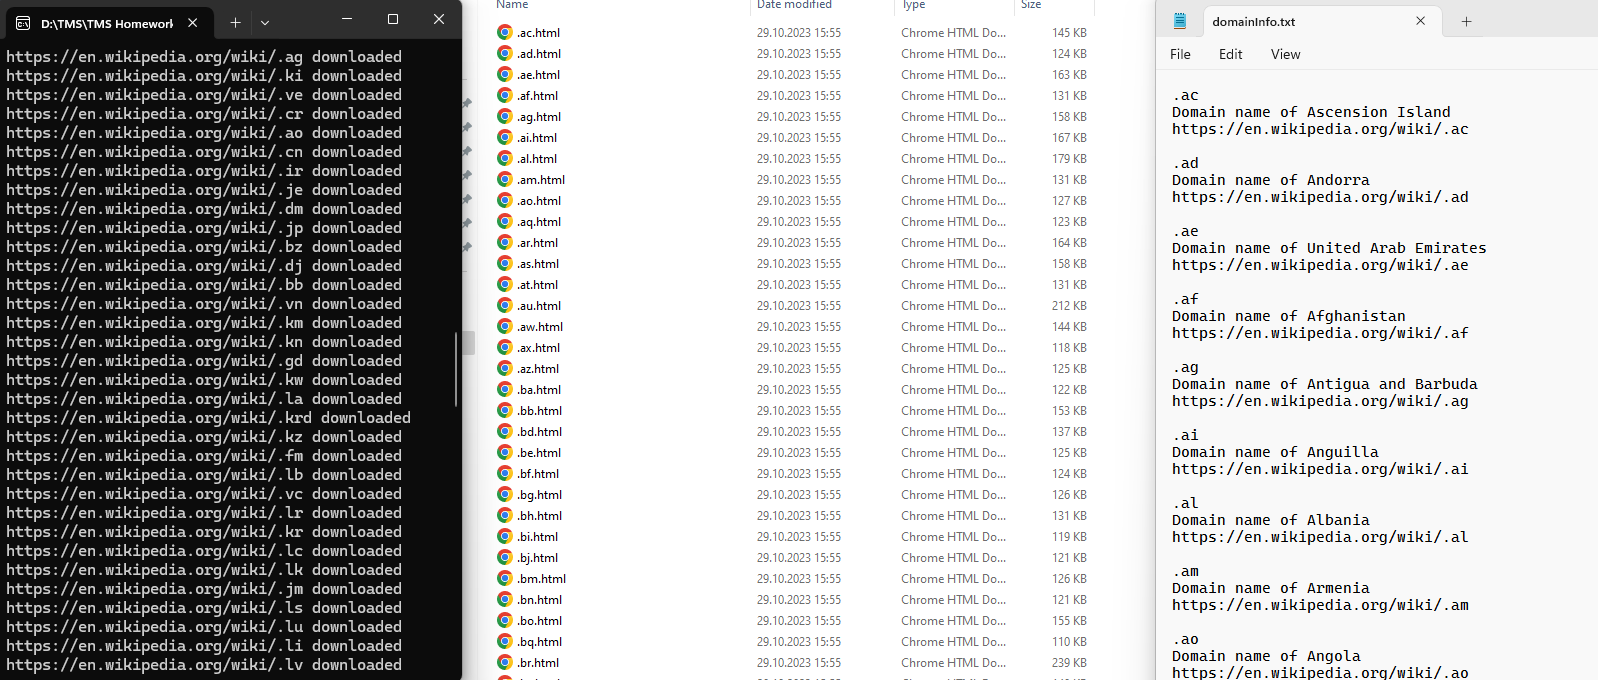 D:\TMS\TMS Homework
https://en.wikipedia.org/wiki/.ag downloaded
https://en.wikipedia.org/wiki/.ki downloaded
https://en.wikipedia.org/wiki/.ve downloaded
https://en.wikipedia.org/wiki/.cr downloaded
https://en.wikipedia.org/wiki/.ao downloaded
https://en.wikipedia.org/wiki/.cn downloaded
https://en.wikipedia.org/wiki/.ir downloaded
https://en.wikipedia.org/wiki/.je downloaded
https://en.wikipedia.org/wiki/.dm downloaded
https://en.wikipedia.org/wiki/.jp downloaded
https://en.wikipedia.org/wiki/.bz downloaded
https://en.wikipedia.org/wiki/.dj downloaded
https://en.wikipedia.org/wiki/.bb downloaded
https://en.wikipedia.org/wiki/.vn downloaded
https://en.wikipedia.org/wiki/.km downloaded
https://en.wikipedia.org/wiki/.kn downloaded
https://en.wikipedia.org/wiki/.gd downloaded
https://en.wikipedia.org/wiki/.kw downloaded
https://en.wikipedia.org/wiki/.la downloaded
https://en.wikipedia.org/wiki/.krd downloaded
https://en.wikipedia.org/wiki/.kz downloaded
https://en.wikipedia.org/wiki/.fm downloaded
https://en.wikipedia.org/wiki/.lb downloaded
https://en.wikipedia.org/wiki/.vc downloaded
https://en.wikipedia.org/wiki/.lr downloaded
https://en.wikipedia.org/wiki/.kr downloaded
https://en.wikipedia.org/wiki/.lc downloaded
https://en.wikipedia.org/wiki/.lk downloaded
https://en.wikipedia.org/wiki/.jm downloaded
https://en.wikipedia.org/wiki/.ls downloaded
https://en.wikipedia.org/wiki/.lu downloaded
https://en.wikipedia.org/wiki/.li downloaded
https://en.wikipedia.org/wiki/.lv downloaded
Name Date modified Type Size
.ac.html 29.10.2023 15:55 Chrome HTML Do... 145 KB
.ad.html 29.10.2023 15:55 Chrome HTML Do... 124 KB
.ae.html 29.10.2023 15:55 Chrome HTML Do... 163 KB
.af.html 29.10.2023 15:55 Chrome HTML Do... 131 KB
.ag.html 29.10.2023 15:55 Chrome HTML Do... 158 KB
.ai.html 29.10.2023 15:55 Chrome HTML Do... 167 KB
.al.html 29.10.2023 15:55 Chrome HTML Do... 179 KB
.am.html 29.10.2023 15:55 Chrome HTML Do... 131 KB
.ao.html 29.10.2023 15:55 Chrome HTML Do... 127 KB
.aq.html 29.10.2023 15:55 Chrome HTML Do... 123 KB
.ar.html 29.10.2023 15:55 Chrome HTML Do... 164 KB
.as.html 29.10.2023 15:55 Chrome HTML Do... 158 KB
.at.html 29.10.2023 15:55 Chrome HTML Do... 131 KB
.au.html 29.10.2023 15:55 Chrome HTML Do... 212 KB
.aw.html 29.10.2023 15:55 Chrome HTML Do... 144 KB
.ax.html 29.10.2023 15:55 Chrome HTML Do... 118 KB
.az.html 29.10.2023 15:55 Chrome HTML Do... 125 KB
.ba.html 29.10.2023 15:55 Chrome HTML Do... 122 KB
.bb.html 29.10.2023 15:55 Chrome HTML Do... 153 KB
.bd.html 29.10.2023 15:55 Chrome HTML Do... 137 KB
.be.html 29.10.2023 15:55 Chrome HTML Do... 125 KB
.bf.html 29.10.2023 15:55 Chrome HTML Do... 124 KB
.bg.html 29.10.2023 15:55 Chrome HTML Do... 126 KB
.bh.html 29.10.2023 15:55 Chrome HTML Do... 131 KB
.bi.html 29.10.2023 15:55 Chrome HTML Do... 119 KB
.bj.html 29.10.2023 15:55 Chrome HTML Do... 121 KB
.bm.html 29.10.2023 15:55 Chrome HTML Do... 126 KB
.bn.html 29.10.2023 15:55 Chrome HTML Do... 121 KB
.bo.html 29.10.2023 15:55 Chrome HTML Do... 155 KB
.bq.html 29.10.2023 15:55 Chrome HTML Do... 110 KB
.br.html 29.10.2023 15:55 Chrome HTML Do... 239 KB
domainInfo.txt
File Edit View
.ac
Domain name of Ascension Island
https://en.wikipedia.org/wiki/.ac
.ad
Domain name of Andorra
https://en.wikipedia.org/wiki/.ad
.ae
Domain name of United Arab Emirates
https://en.wikipedia.org/wiki/.ae
.af
Domain name of Afghanistan
https://en.wikipedia.org/wiki/.af
.ag
Domain name of Antigua and Barbuda
https://en.wikipedia.org/wiki/.ag
.ai
Domain name of Anguilla
https://en.wikipedia.org/wiki/.ai
.al
Domain name of Albania
https://en.wikipedia.org/wiki/.al
.am
Domain name of Armenia
https://en.wikipedia.org/wiki/.am
.ao
Domain name of Angola
https://en.wikipedia.org/wiki/.ao